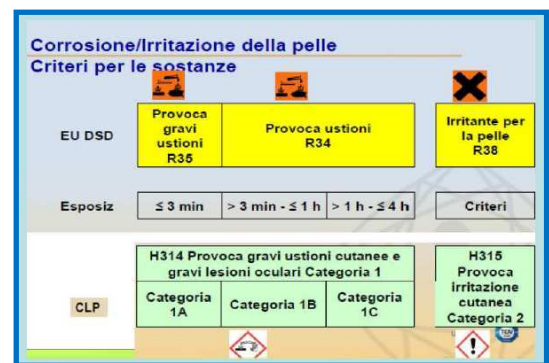 Corrosione/Irritazione della pelle
Criteri per le sostanze
EU DSD
Provoca
gravi
ustioni
R35
Provoca ustioni
R34
Irritante per
la pelle
R38
Esposiz
≤ 3 min
> 3 min - ≤ 1 h
> 1 h - ≤ 4 h
Criteri
CLP
H314 Provoca gravi ustioni cutanee e
gravi lesioni oculari Categoria 1
Categoria
1A
Categoria 1B
Categoria
1C
H315
Provoca
irritazione
cutanea
Categoria 2